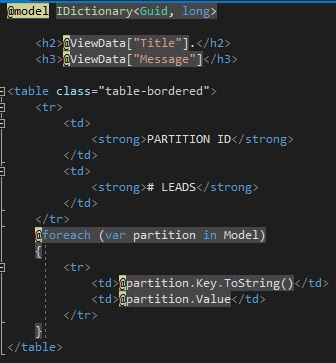 @model IDictionary<Guid, long>
<h2>@ViewData["Title"].</h2>
<h3>@ViewData["Message"]</h3>
<table class="table-bordered">
<tr>
<td>
<strong>PARTITION ID</strong>
</td>
<td>
<strong># LEADS</strong>
</td>
</tr>
@foreach (var partition in Model)
{
<tr>
<td>@partition.Key.ToString()</td>
<td>@partition.Value</td>
</tr>
}
</table>